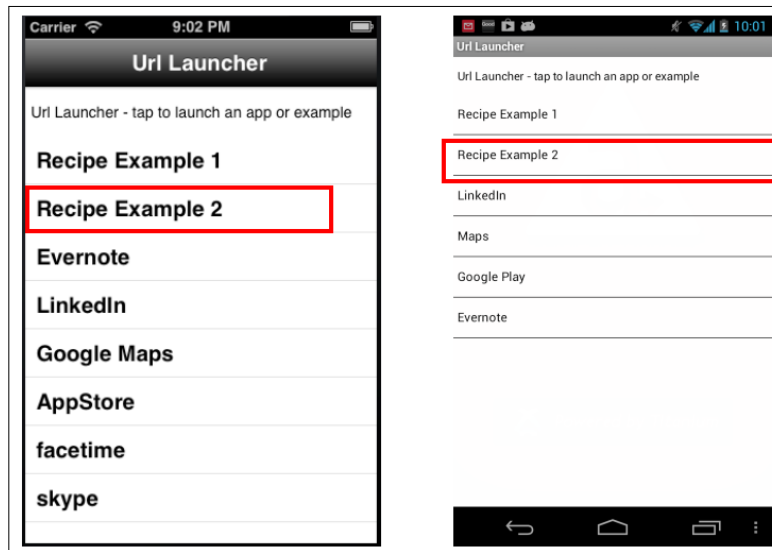 Carrier 9:02 PM
Url Launcher
Url Launcher - tap to launch an app or example
Recipe Example 1
Recipe Example 2
Evernote
LinkedIn
Google Maps
AppStore
facetime
skype
10:01
Url Launcher
Url Launcher - tap to launch an app or example
Recipe Example 1
Recipe Example 2
LinkedIn
Maps
Google Play
Evernote